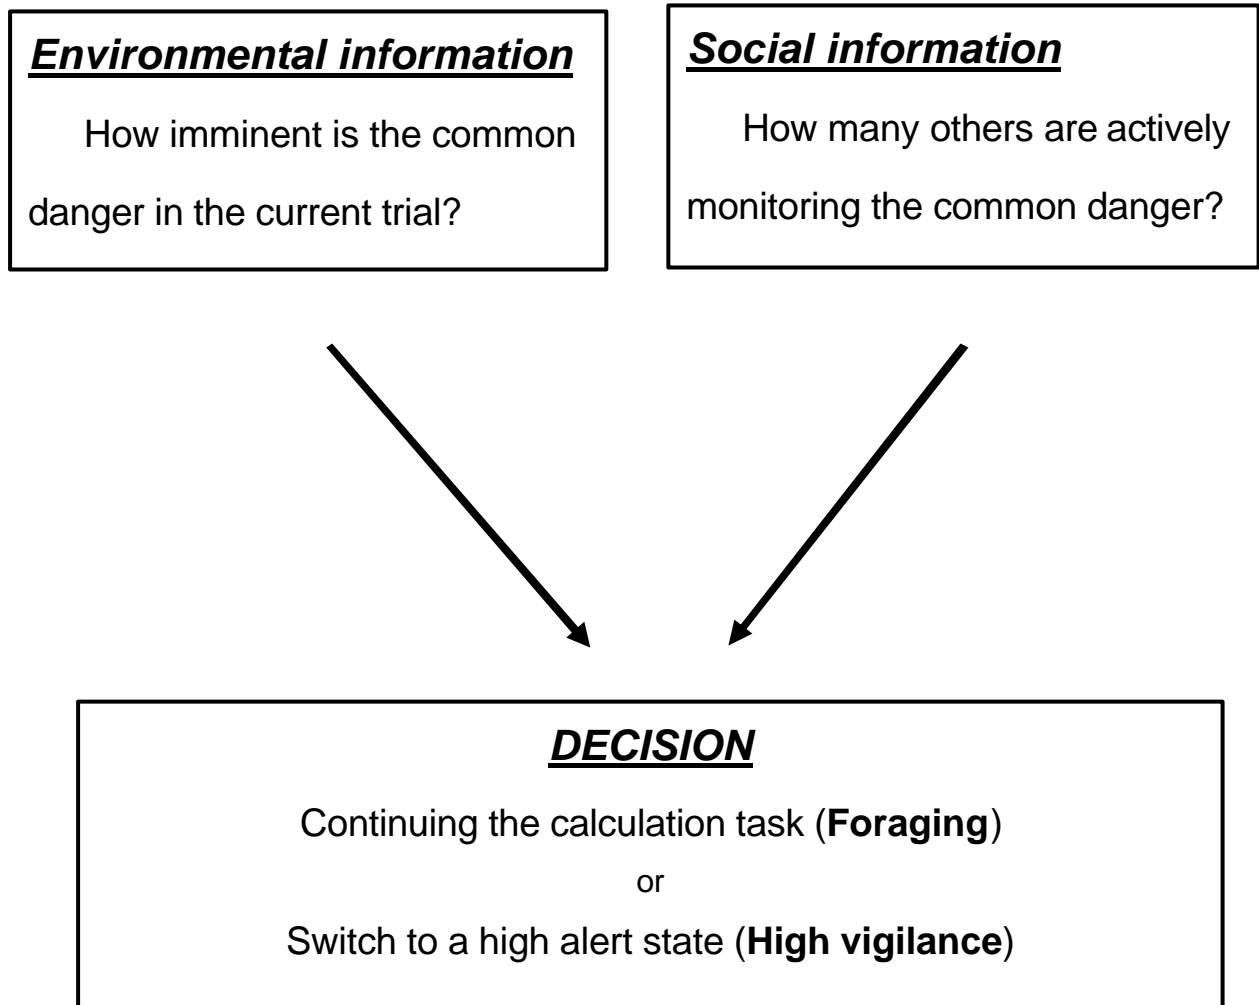 Environmental information
How imminent is the common
danger in the current trial?
Social information
How many others are actively
monitoring the common danger?
DECISION
Continuing the calculation task (Foraging)
or
Switch to a high alert state (High vigilance)